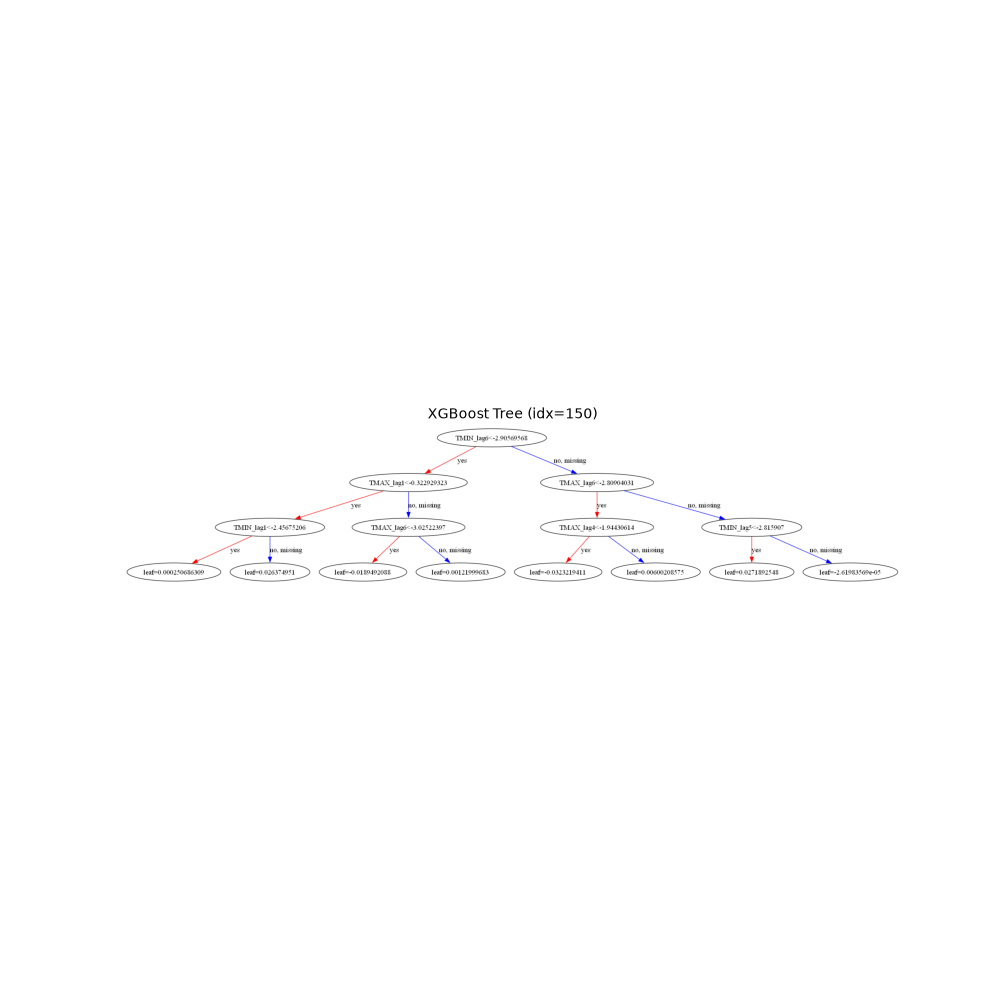 XGBoost Tree (idx=150)
TMIN_lag6<-2.90569568
yes
no, missing
TMAX_lag1<-0.322929323
TMAX_lag6<-2.80904031
yes
no, missing
yes
no, missing
TMIN_lag1<-2.45675206
TMAX_lag6<-3.02522397
TMAX_lag4<-1.94430614
TMIN_lag5<-2.815907
yes
no, missing
yes
no, missing
yes
no, missing
yes
no, missing
leaf=0.000250686309
leaf=0.026374951
leaf=-0.0189492088
leaf=0.00121999683
leaf=-0.0323219411
leaf=0.00600208575
leaf=0.0271892548
leaf=-2.61983569e-05